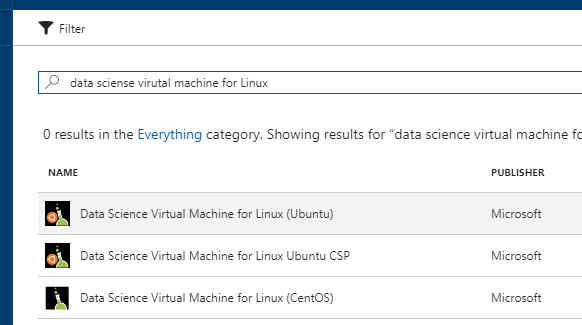 Filter
data sciense virutal machine for Linux
0 results in the Everything category. Showing results for "data science virtual machine fo
NAME PUBLISHER
Data Science Virtual Machine for Linux (Ubuntu) Microsoft
Data Science Virtual Machine for Linux Ubuntu CSP Microsoft
Data Science Virtual Machine for Linux (CentOS) Microsoft